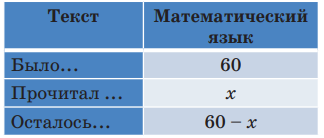 Текст Математический язык
Было... 60
Прочитал ... x
Осталось... 60 – x